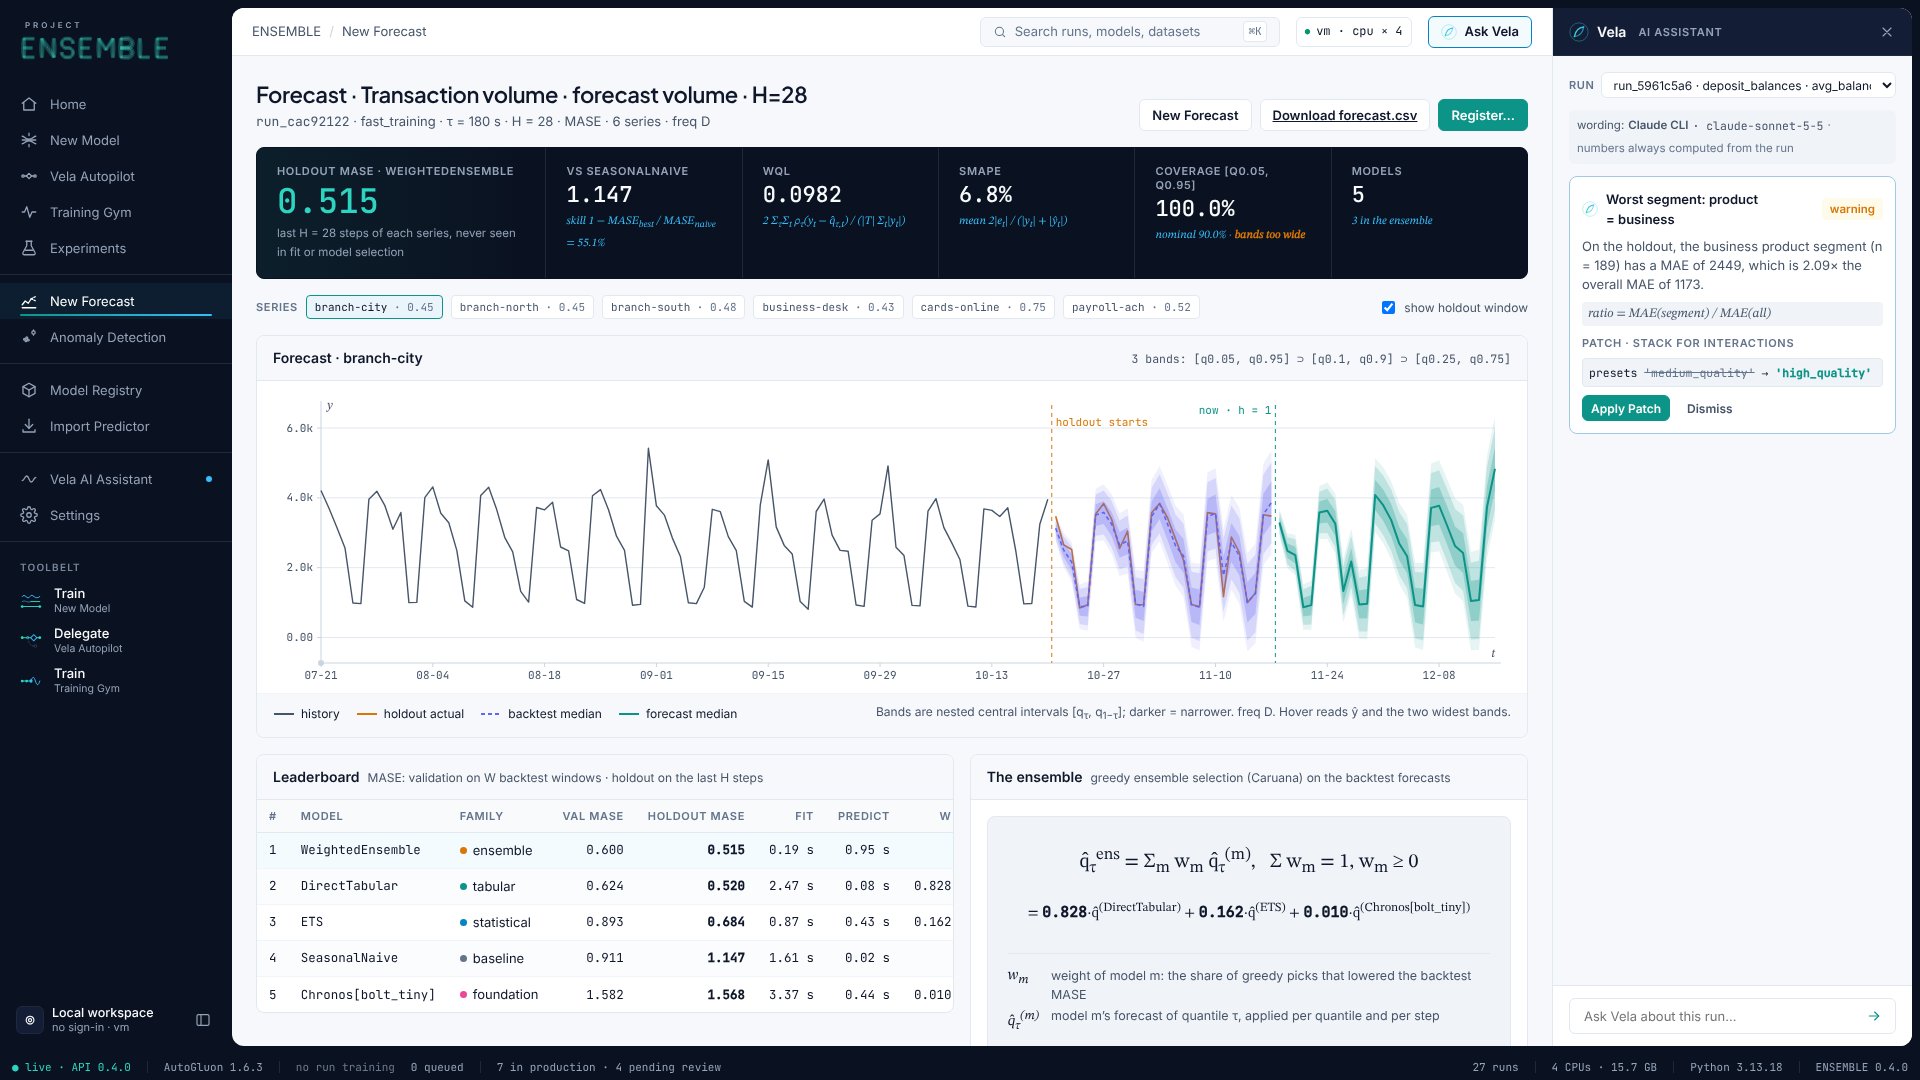 PROJECT
ENSEMBLE
Home
New Model
Vela Autopilot
Training Gym
Experiments
New Forecast
Anomaly Detection
Model Registry
Import Predictor
Vela AI Assistant
Settings
TOOLBELT
Train
New Model
Delegate
Vela Autopilot
Train
Training Gym
Local workspace
no sign-in · vm
ENSEMBLE / New Forecast
Search runs, models, datasets ⌘K
vm · cpu × 4
Ask Vela
Forecast · Transaction volume · forecast volume · H=28
run_cac92122 · fast_training · τ = 180 s · H = 28 · MASE · 6 series · freq D
New Forecast
Download forecast.csv
Register...
HOLDOUT MASE · WEIGHTEDENSEMBLE
0.515
last H = 28 steps of each series, never seen
in fit or model selection
VS SEASONALNAIVE
1.147
skill 1 − MASEbest / MASEnaive
= 55.1%
WQL
0.0982
2 ΣτΣt ρτ(yt − q̂τ,t) / (|T| Σt|yt|)
SMAPE
6.8%
mean 2|et| / (|yt| + |ŷt|)
COVERAGE [Q0.05,
Q0.95]
100.0%
nominal 90.0% · bands too wide
MODELS
5
3 in the ensemble
SERIES
branch-city · 0.45
branch-north · 0.45
branch-south · 0.48
business-desk · 0.43
cards-online · 0.75
payroll-ach · 0.52
show holdout window
Forecast · branch-city
3 bands: [q0.05, q0.95] ⊃ [q0.1, q0.9] ⊃ [q0.25, q0.75]
y
6.0k
4.0k
2.0k
0.00
holdout starts
now · h = 1
t
07-21 08-04 08-18 09-01 09-15 09-29 10-13 10-27 11-10 11-24 12-08
history
holdout actual
backtest median
forecast median
Bands are nested central intervals [qτ, q1−τ]; darker = narrower. freq D. Hover reads ŷ and the two widest bands.
Leaderboard MASE: validation on W backtest windows · holdout on the last H steps
# MODEL FAMILY VAL MASE HOLDOUT MASE FIT PREDICT W
1 WeightedEnsemble ensemble 0.600 0.515 0.19 s 0.95 s
2 DirectTabular tabular 0.624 0.520 2.47 s 0.08 s 0.828
3 ETS statistical 0.893 0.684 0.87 s 0.43 s 0.162
4 SeasonalNaive baseline 0.911 1.147 1.61 s 0.02 s
5 Chronos[bolt_tiny] foundation 1.582 1.568 3.37 s 0.44 s 0.010
The ensemble greedy ensemble selection (Caruana) on the backtest forecasts
q̂τens = Σm wm q̂τ(m), Σ wm = 1, wm ≥ 0
= 0.828·q̂(DirectTabular) + 0.162·q̂(ETS) + 0.010·q̂(Chronos[bolt_tiny])
wm weight of model m: the share of greedy picks that lowered the backtest
MASE
q̂τ(m) model m's forecast of quantile τ, applied per quantile and per step
Vela AI ASSISTANT
RUN run_5961c5a6 · deposit_balances · avg_balanc
wording: Claude CLI · claude-sonnet-5-5 ·
numbers always computed from the run
Worst segment: product
= business
warning
On the holdout, the business product segment (n
= 189) has a MAE of 2449, which is 2.09× the
overall MAE of 1173.
ratio = MAE(segment) / MAE(all)
PATCH · STACK FOR INTERACTIONS
presets 'medium_quality' → 'high_quality'
Apply Patch
Dismiss
Ask Vela about this run...
live · API 0.4.0
AutoGluon 1.6.3
no run training 0 queued
7 in production · 4 pending review
27 runs
4 CPUs · 15.7 GB
Python 3.13.18
ENSEMBLE 0.4.0